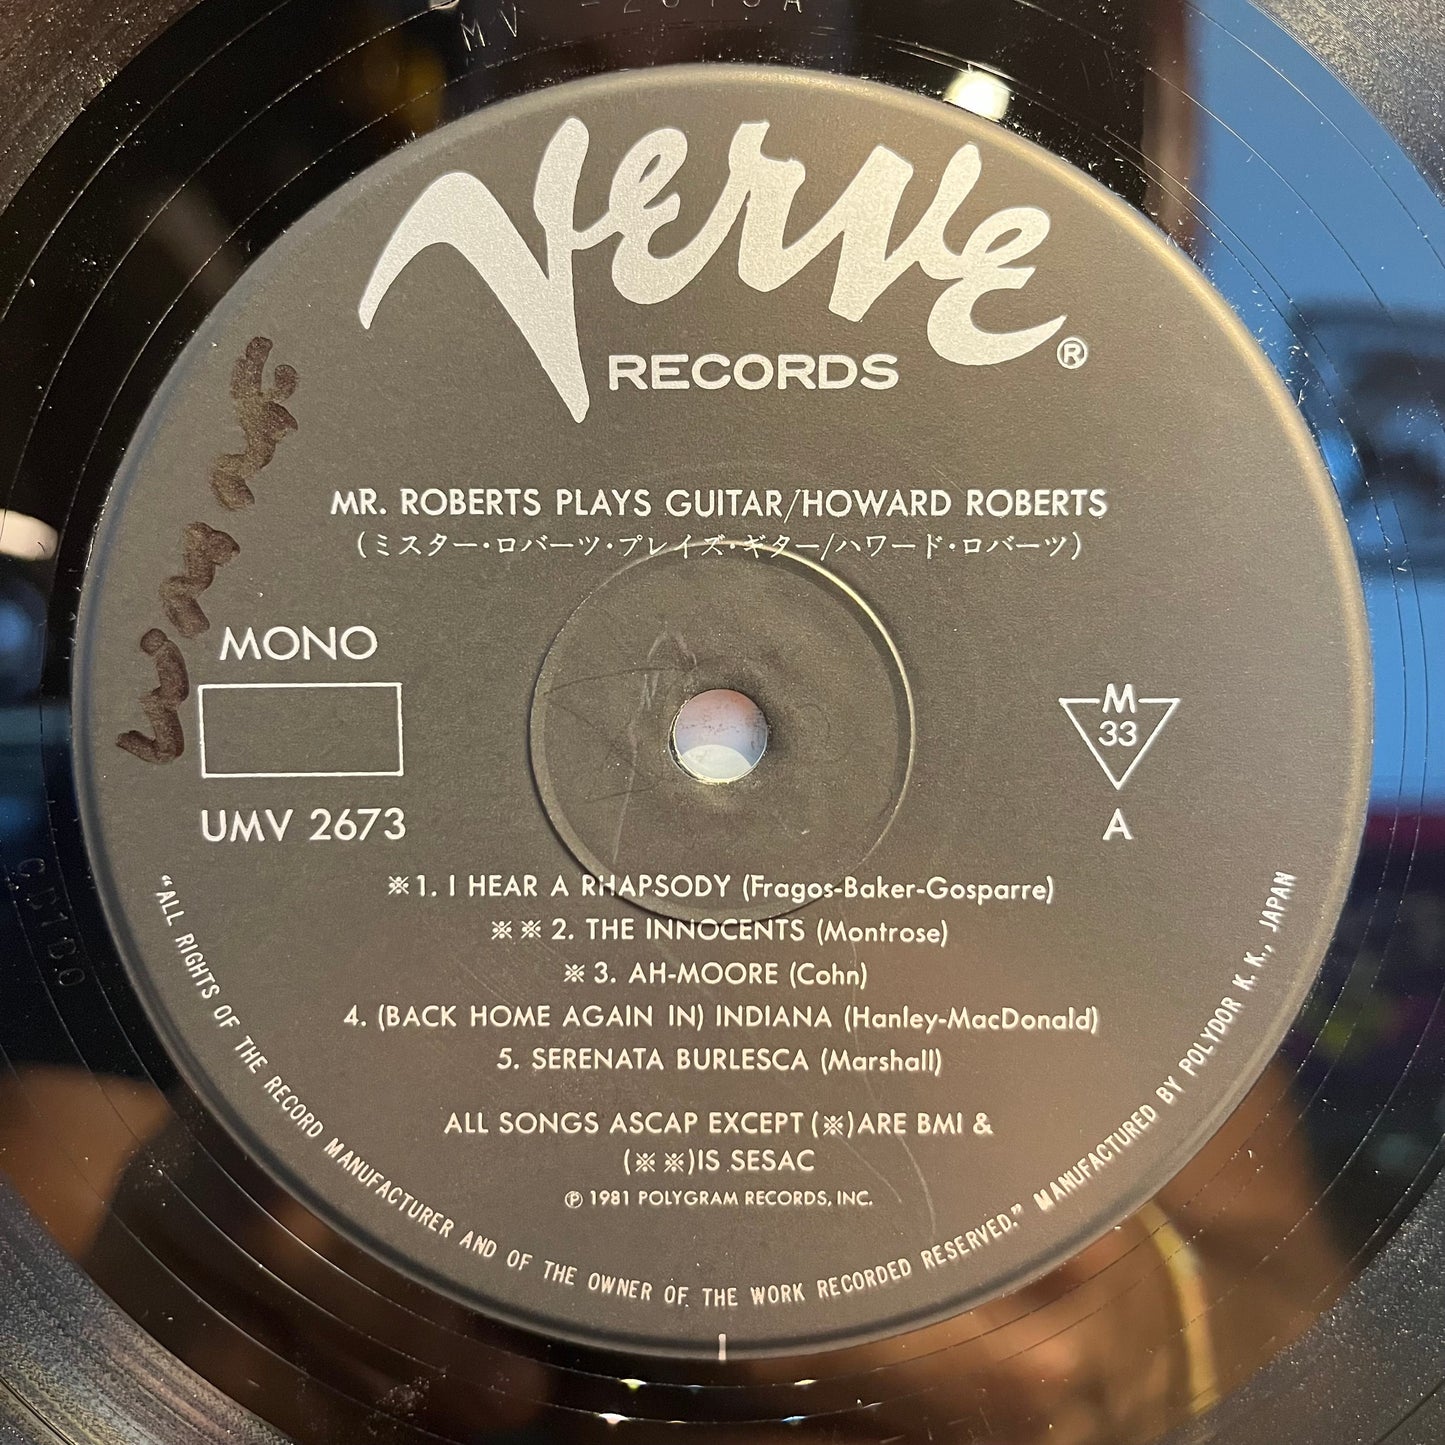 VERVE
RECORDS ®
MR. ROBERTS PLAYS GUITAR/HOWARD ROBERTS
(ミスター・ロバーツ・プレイズ・ギター/ハワード・ロバーツ)
MONO
UMV 2673
M
33
A
※1. I HEAR A RHAPSODY (Fragos-Baker-Gosparre)
※※2. THE INNOCENTS (Montrose)
※3. AH-MOORE (Cohn)
4. (BACK HOME AGAIN IN) INDIANA (Hanley-MacDonald)
5. SERENATA BURLESCA (Marshall)
ALL SONGS ASCAP EXCEPT (※)ARE BMI &
(※※)IS SESAC
℗ 1981 POLYGRAM RECORDS, INC.
"ALL RIGHTS OF THE RECORD MANUFACTURER AND OF THE OWNER OF THE WORK RECORDED RESERVED." MANUFACTURED BY POLYDOR K. K., JAPAN